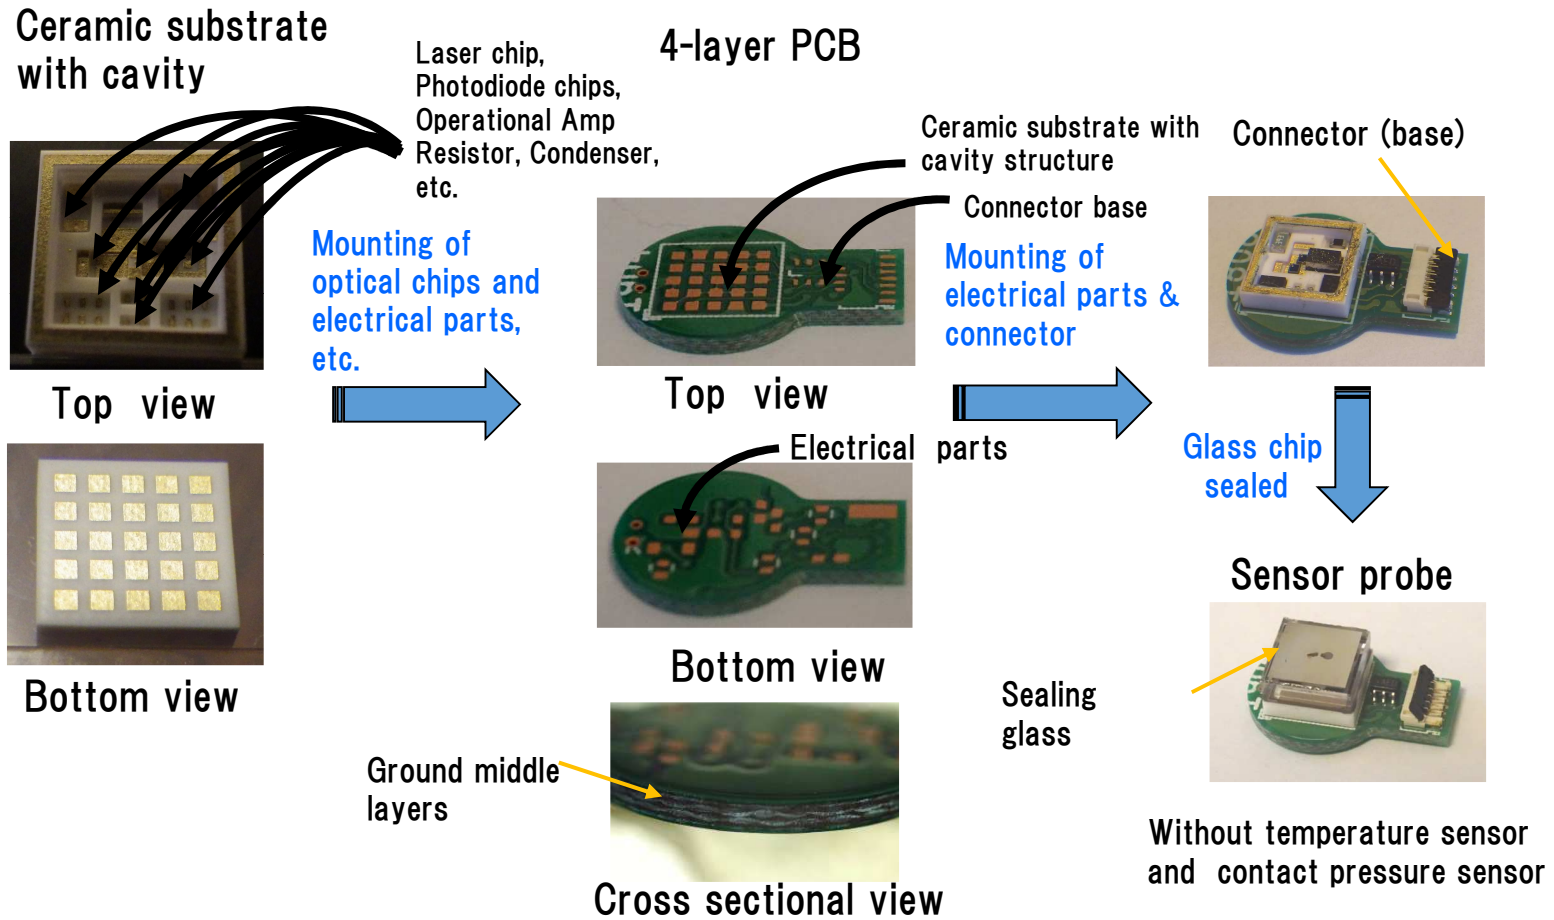 Ceramic substrate
with cavity
Laser chip,
Photodiode chips,
Operational Amp
Resistor, Condenser,
etc.
4-layer PCB
Ceramic substrate with
cavity structure
Connector base
Connector (base)
Mounting of
optical chips and
electrical parts,
etc.
Mounting of
electrical parts &
connector
Top view
Top view
Electrical parts
Glass chip
sealed
Bottom view
Bottom view
Sensor probe
Sealing
glass
Ground middle
layers
Cross sectional view
Without temperature sensor
and contact pressure sensor